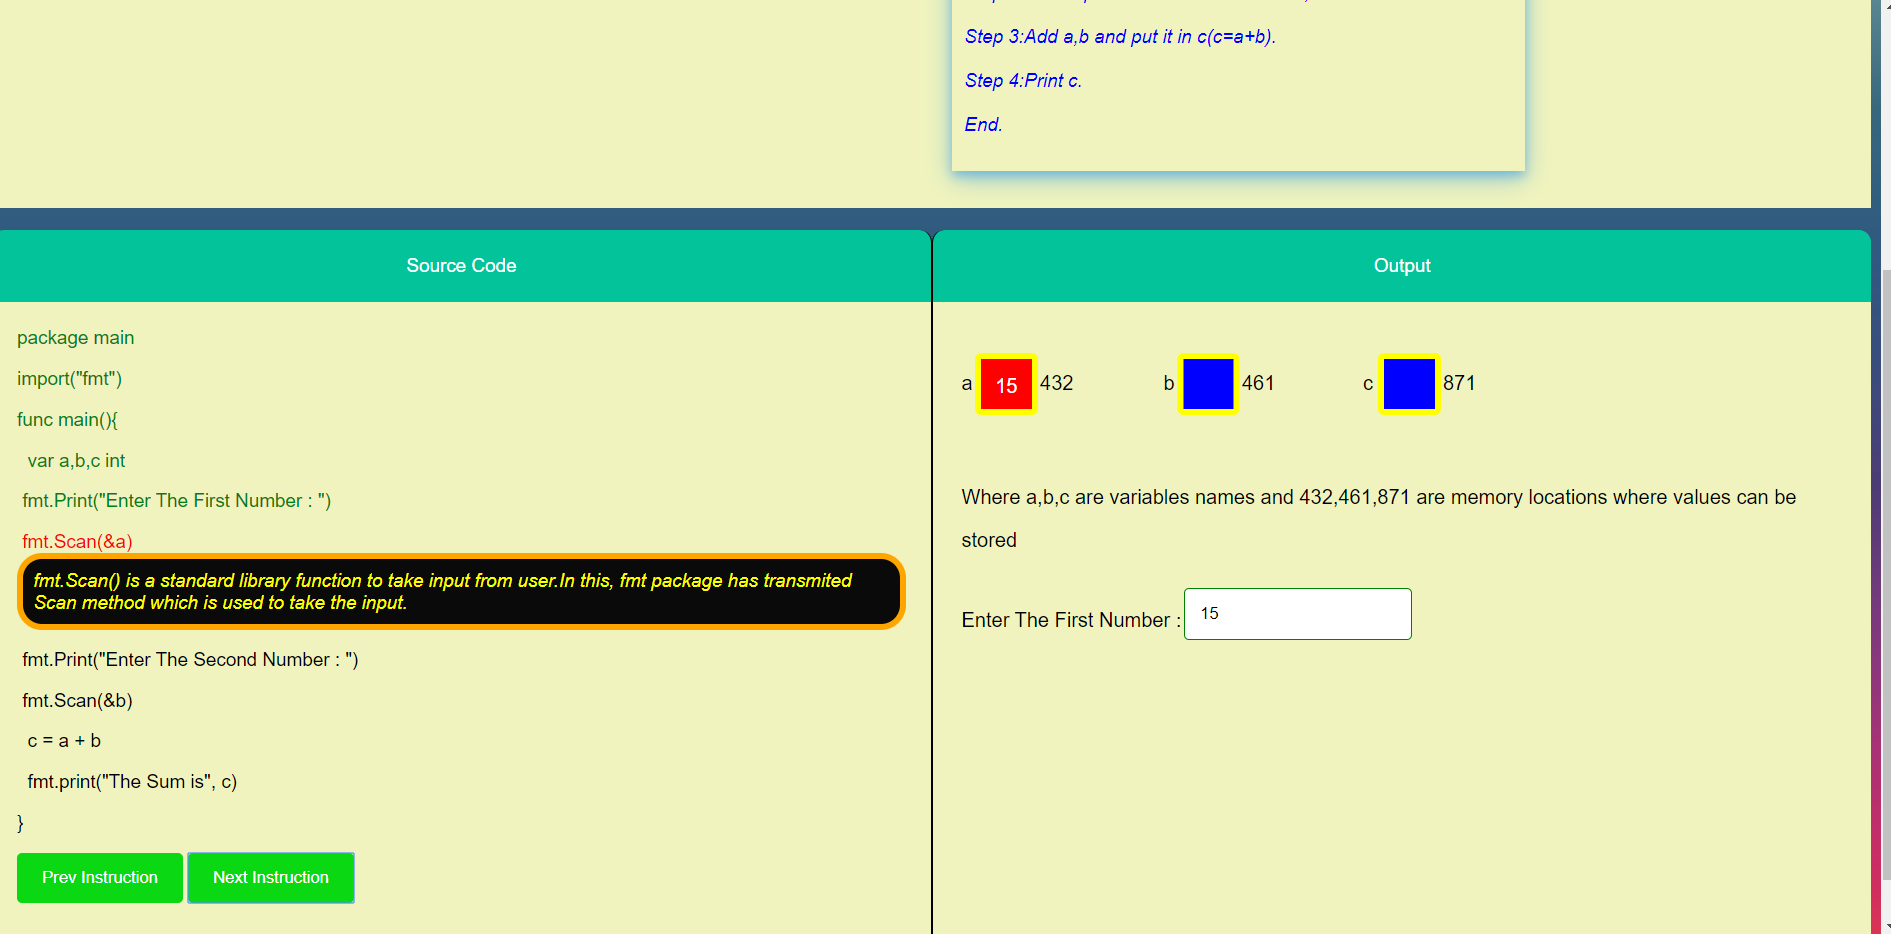 Step 3:Add a,b and put it in c(c=a+b).
Step 4:Print c.
End.
Source Code
Output
package main
import("fmt")
func main(){
var a,b,c int
fmt.Print("Enter The First Number : ")
fmt.Scan(&a)
fmt.Scan() is a standard library function to take input from user.In this, fmt package has transmited
Scan method which is used to take the input.
fmt.Print("Enter The Second Number : ")
fmt.Scan(&b)
c = a + b
fmt.print("The Sum is", c)
}
Prev Instruction Next Instruction
a 15 432 b 461 c 871
Where a,b,c are variables names and 432,461,871 are memory locations where values can be
stored
Enter The First Number : 15